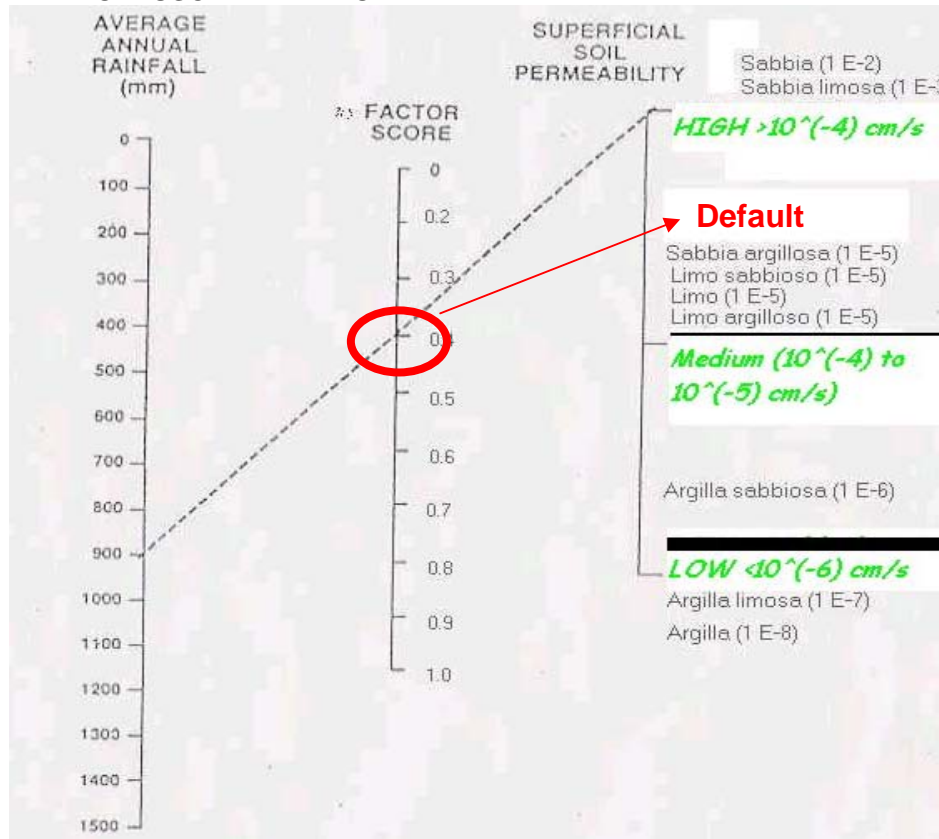 AVERAGE
ANNUAL
RAINFALL
(mm)
0
100
200
300
400
500
600
700
800
900
1000
1100
1200
1300
1400
1500
FACTOR
SCORE
0
0.2
0.3
0.4
0.5
0.6
0.7
0.8
0.9
1.0
SUPERFICIAL
SOIL
PERMEABILITY
Sabbia (1 E-2)
Sabbia limosa (1 E-
HIGH >10^(-4) cm/s
Default
Sabbia argillosa (1 E-5)
Limo sabbioso (1 E-5)
Limo (1 E-5)
Limo argilloso (1 E-5)
Medium (10^(-4) to
10^(-5) cm/s)
Argilla sabbiosa (1 E-6)
LOW <10^(-6) cm/s
Argilla limosa (1 E-7)
Argilla (1 E-8)